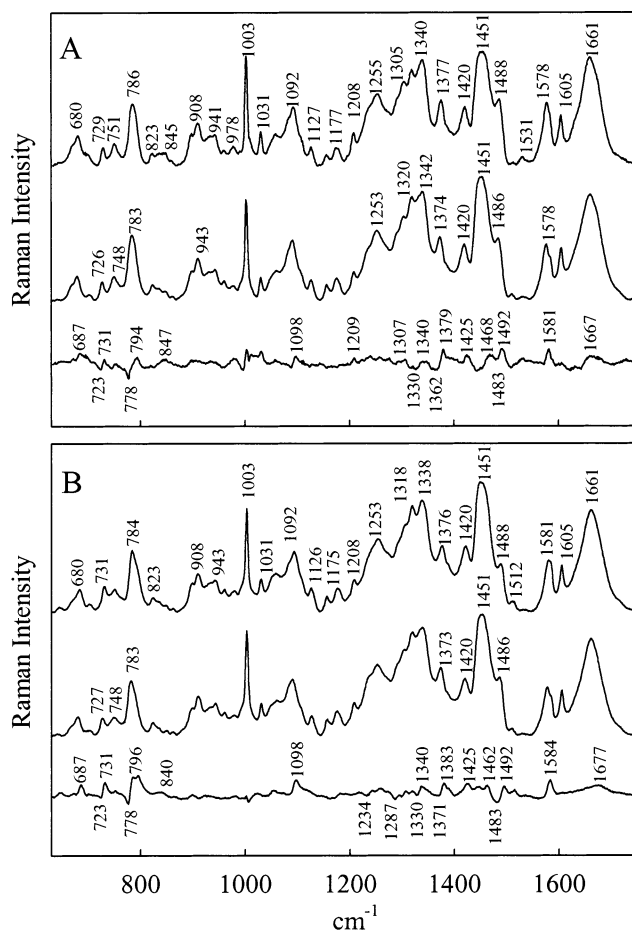 Raman Intensity
A
680 729 751 786 823 845 908 941 978 1003 1031 1092 1127 1177 1208 1255 1305 1340 1377 1420 1451 1488 1531 1578 1605 1661
726 748 783 943 1253 1320 1342 1374 1420 1451 1486 1578
687 731 794 847 1098 1209 1307 1340 1379 1425 1468 1492 1581 1667
723 778 1330 1362 1483
Raman Intensity
B
680 731 784 823 908 943 1003 1031 1092 1126 1175 1208 1253 1318 1338 1376 1420 1451 1488 1512 1581 1605 1661
727 748 783 1373 1420 1451 1486
687 731 796 840 1098 1340 1383 1425 1462 1492 1584 1677
723 778 1234 1287 1330 1371 1483
800 1000 1200 1400 1600
cm-1